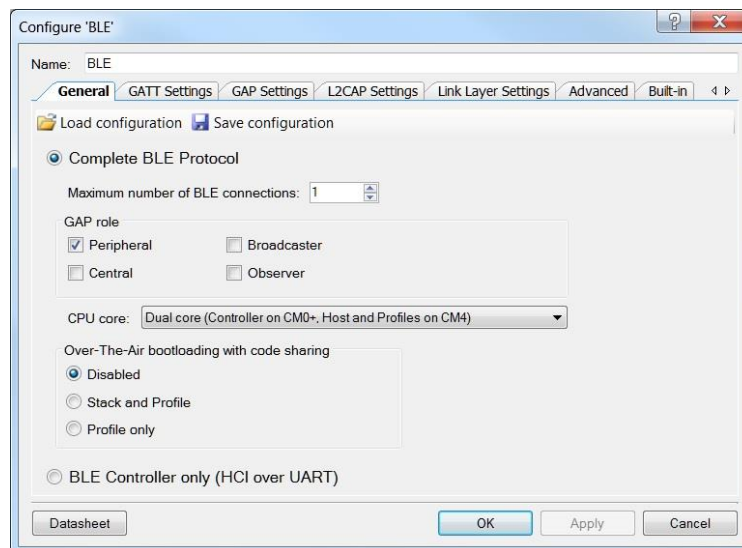 Configure 'BLE'
Name: BLE
General GATT Settings GAP Settings L2CAP Settings Link Layer Settings Advanced Built-in
Load configuration Save configuration
Complete BLE Protocol
Maximum number of BLE connections: 1
GAP role
Peripheral Broadcaster
Central Observer
CPU core: Dual core (Controller on CM0+, Host and Profiles on CM4)
Over-The-Air bootloading with code sharing
Disabled
Stack and Profile
Profile only
BLE Controller only (HCI over UART)
Datasheet OK Apply Cancel